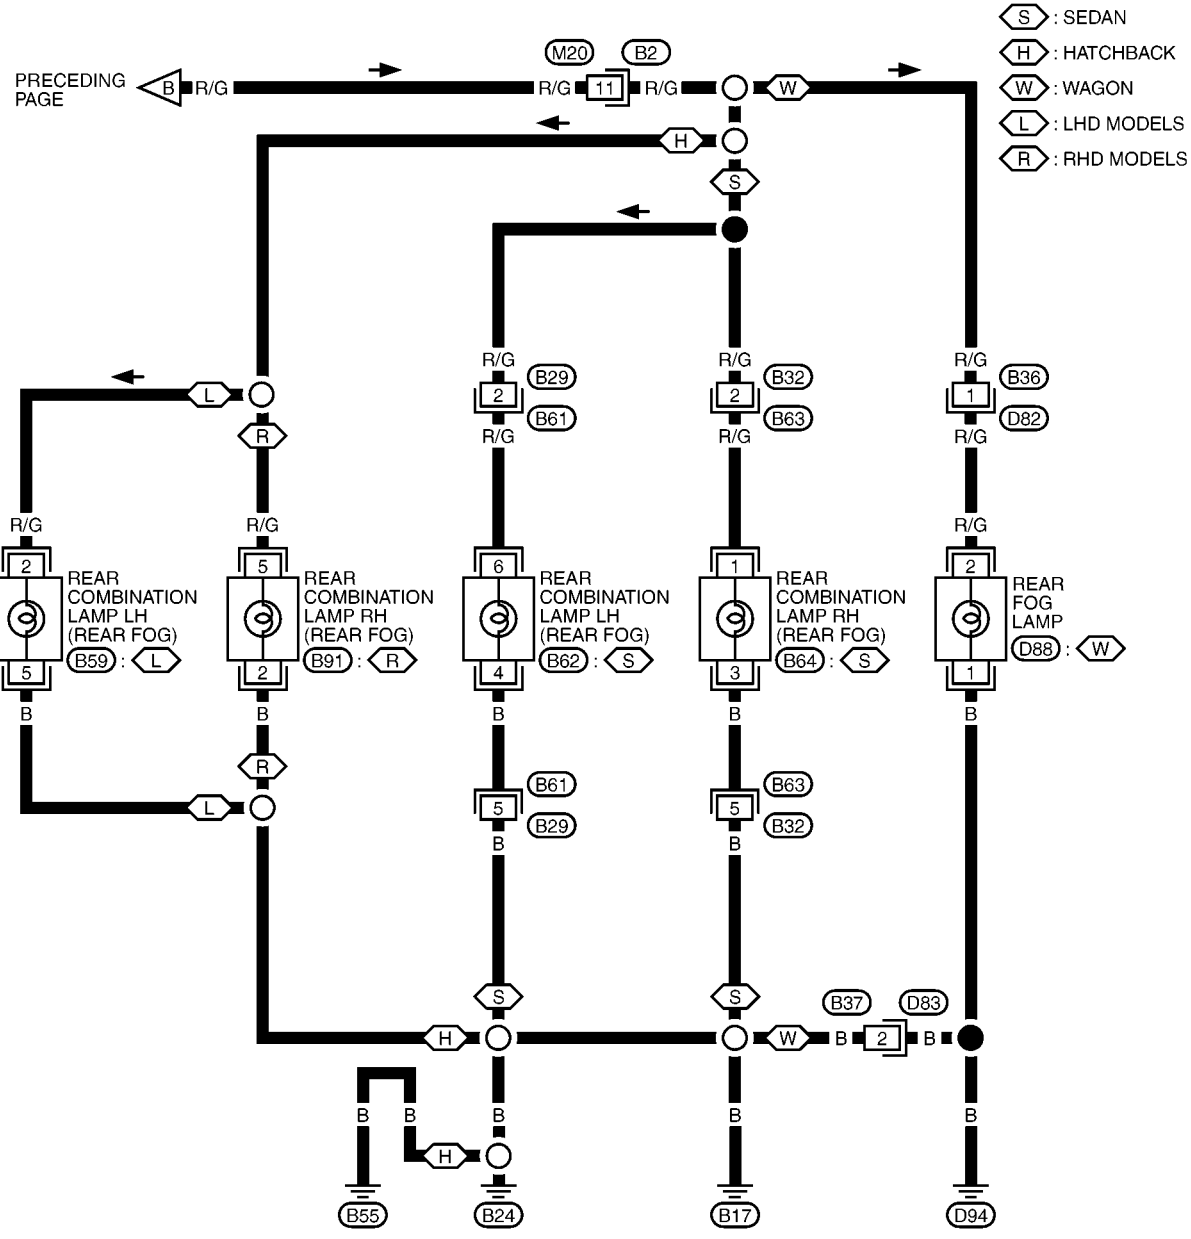 S : SEDAN
M20 B2
H : HATCHBACK
PRECEDING
PAGE
B R/G R/G 11 R/G W
W : WAGON
L : LHD MODELS
H
R : RHD MODELS
S
R/G R/G R/G
B29 B32 B36
L 2 2 1
B61 B63 D82
R R/G R/G R/G
R/G R/G R/G
2 5 6 1 2
REAR
COMBINATION
LAMP LH
(REAR FOG)
B59 : L
REAR
COMBINATION
LAMP RH
(REAR FOG)
B91 : R
REAR
COMBINATION
LAMP LH
(REAR FOG)
B62 : S
REAR
COMBINATION
LAMP RH
(REAR FOG)
B64 : S
REAR
FOG
LAMP
D88 : W
5 2 4 3 1
B B B B B
R
B61 B63
L 5 5
B29 B32
B B
S S B37 D83
H W B 2 B
B B B B B
H
B55 B24 B17 D94